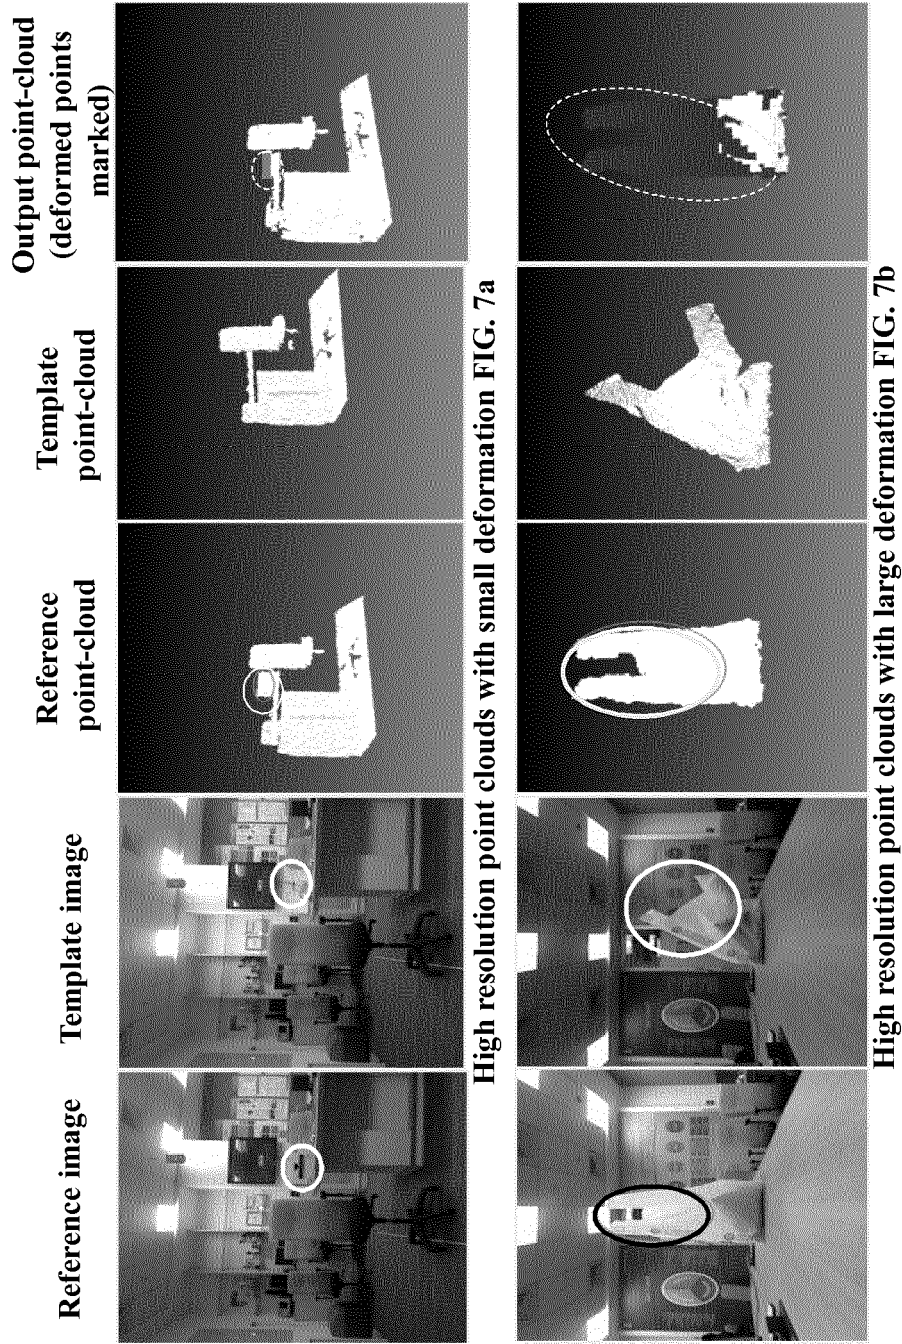 Reference image
Template image
Reference
point-cloud
Template
point-cloud
Output point-cloud
(deformed points
marked)
High resolution point clouds with small deformation FIG. 7a
High resolution point clouds with large deformation FIG. 7b